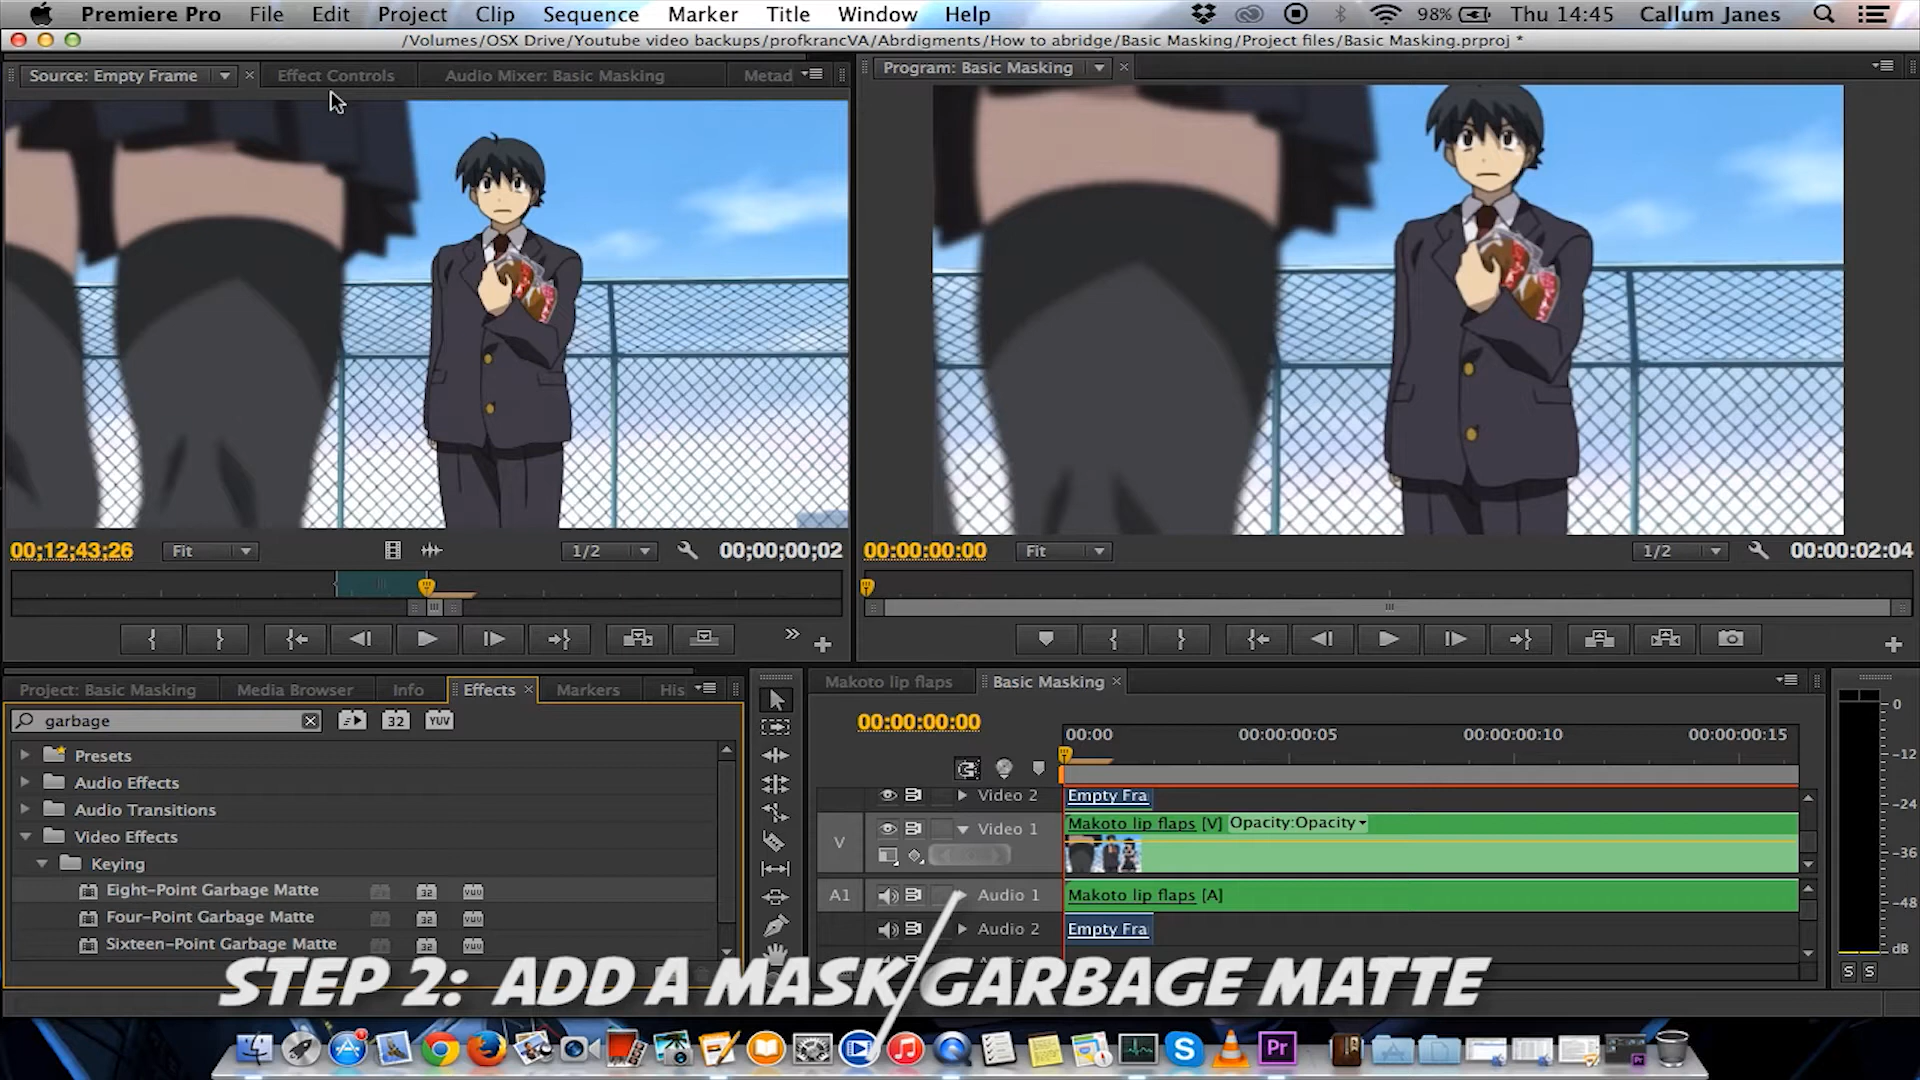 Premiere Pro File Edit Project Clip Sequence Marker Title Window Help 98% Thu 14:45 Callum Janes
/Volumes/OSX Drive/Youtube video backups/profkrancVA/Abrdigments/How to abridge/Basic Masking/Project files/Basic Masking.prproj *
Source: Empty Frame Effect Controls Audio Mixer: Basic Masking Metad
Program: Basic Masking
00;12;43;26 Fit 1/2 00;00;00;02
00:00:00:00 Fit 1/2 00:00:02:04
Project: Basic Masking Media Browser Info Effects Markers His
garbage 32 YUV
Presets
Audio Effects
Audio Transitions
Video Effects
Keying
Eight-Point Garbage Matte 32 YUV
Four-Point Garbage Matte 32 YUV
Sixteen-Point Garbage Matte 32 YUV
Makoto lip flaps Basic Masking
00:00:00:00 00:00 00:00:00:05 00:00:00:10 00:00:00:15
Video 2 Empty Fra
V Video 1 Makoto lip flaps [V] Opacity:Opacity
A1 Audio 1 Makoto lip flaps [A]
Audio 2 Empty Fra
0
-12
-24
-36
-48
dB
S S
STEP 2: ADD A MASK/GARBAGE MATTE
Pr